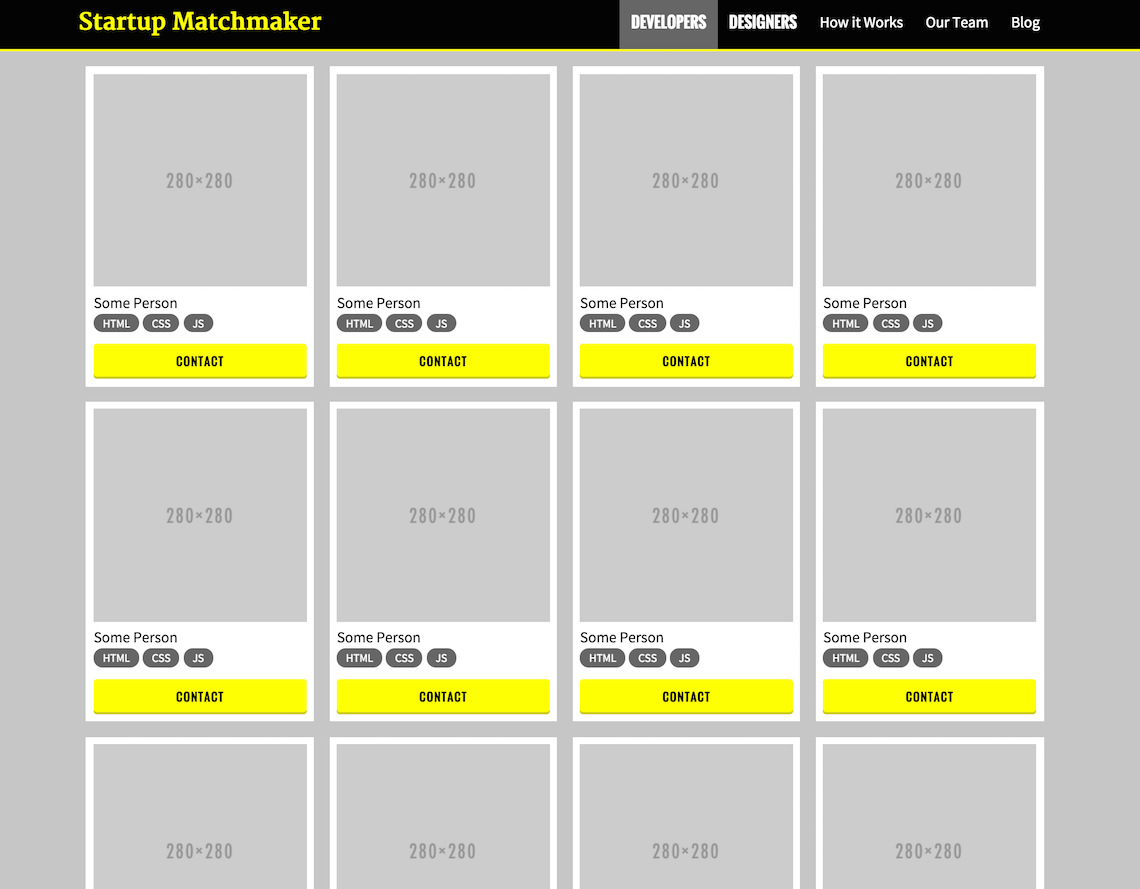 Startup Matchmaker DEVELOPERS DESIGNERS How it Works Our Team Blog
280×280 280×280 280×280 280×280
Some Person Some Person Some Person Some Person
HTML CSS JS HTML CSS JS HTML CSS JS HTML CSS JS
CONTACT CONTACT CONTACT CONTACT
280×280 280×280 280×280 280×280
Some Person Some Person Some Person Some Person
HTML CSS JS HTML CSS JS HTML CSS JS HTML CSS JS
CONTACT CONTACT CONTACT CONTACT
280×280 280×280 280×280 280×280